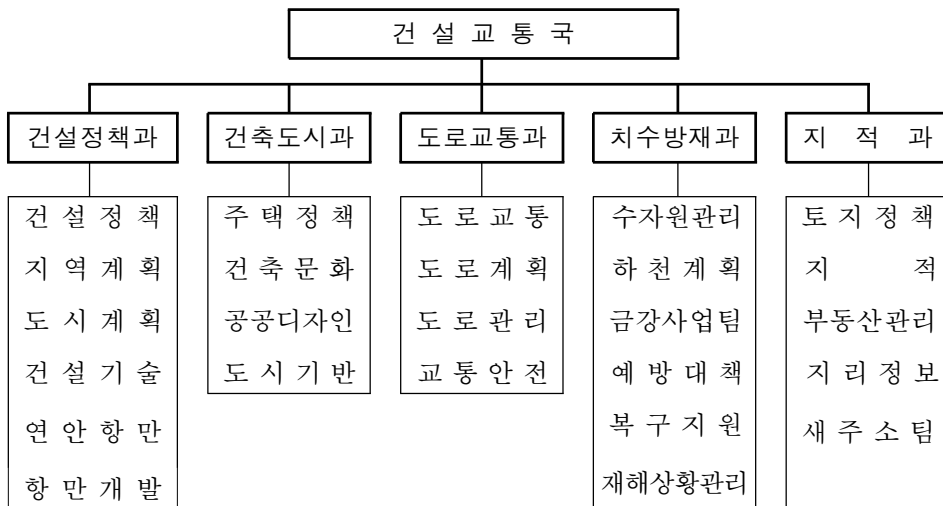 건 설 교 통 국
건설정책과 건축도시과 도로교통과 치수방재과 지 적 과
건 설 정 책 주 택 정 책 도 로 교 통 수자원관리 토 지 정 책
지 역 계 획 건 축 문 화 도 로 계 획 하 천 계 획 지 적
도 시 계 획 공공디자인 도 로 관 리 금강사업팀 부동산관리
건 설 기 술 도 시 기 반 교 통 안 전 예 방 대 책 지 리 정 보
연 안 항 만 복 구 지 원 새 주 소 팀
항 만 개 발 재해상황관리